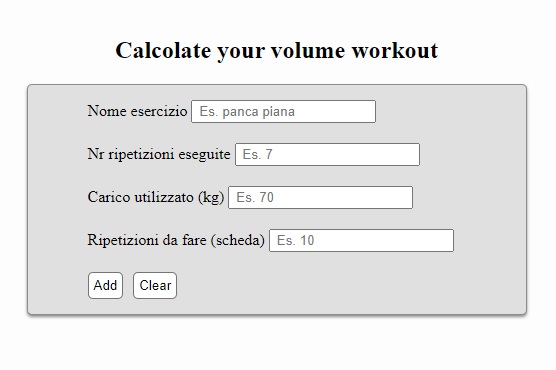 Calcolate your volume workout
Nome esercizio Es. panca piana
Nr ripetizioni eseguite Es. 7
Carico utilizzato (kg) Es. 70
Ripetizioni da fare (scheda) Es. 10
Add Clear